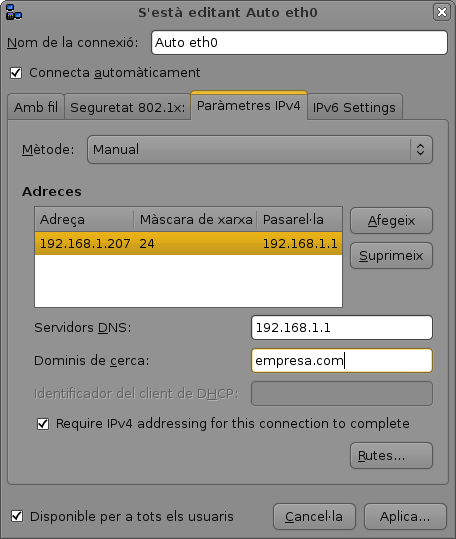 S'està editant Auto eth0
Nom de la connexió: Auto eth0
Connecta automàticament
Amb fil Seguretat 802.1x: Paràmetres IPv4 IPv6 Settings
Mètode: Manual
Adreces
Adreça Màscara de xarxa Pasarel·la Afegeix
192.168.1.207 24 192.168.1.1
Suprimeix
Servidors DNS: 192.168.1.1
Dominis de cerca: empresa.com
Identificador del client de DHCP:
Require IPv4 addressing for this connection to complete
Rutes...
Disponible per a tots els usuaris Cancel·la Aplica...